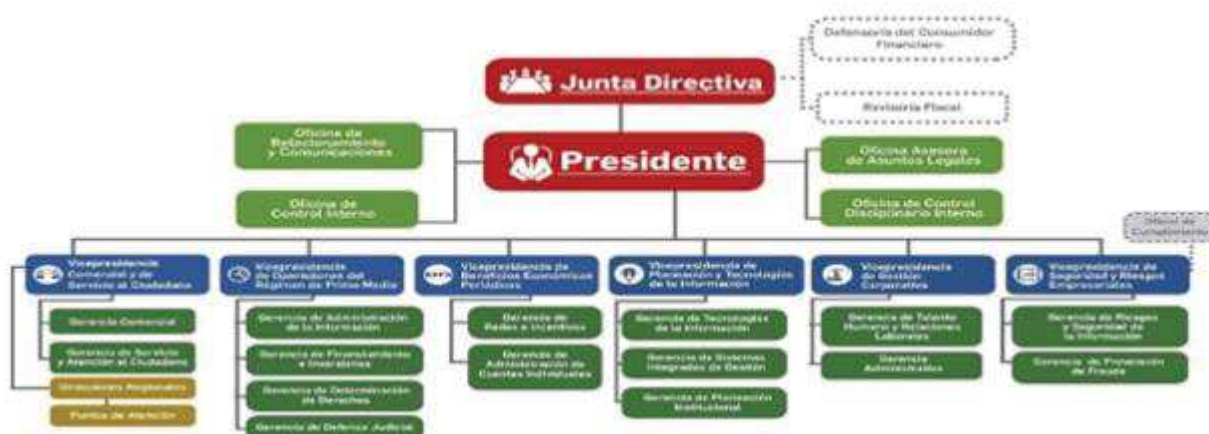 Defensoría del Consumidor
Financiero
Junta Directiva
Revisoría Fiscal
Oficina de
Relacionamiento
y Comunicaciones
Presidente
Oficina Asesora
de Asuntos Legales
Oficina de
Control Interno
Oficina de Control
Disciplinario Interno
Oficial de
Cumplimiento
Vicepresidencia
Comercial y de
Servicio al Ciudadano
Vicepresidencia
de Operaciones del
Régimen de Prima Media
Vicepresidencia de
Beneficios Económicos
Periódicos
Vicepresidencia
de Planeación y Tecnologías
de la Información
Vicepresidencia
de Gestión
Corporativa
Vicepresidencia de
Seguridad y Riesgos
Empresariales
Gerencia Comercial
Gerencia de Servicio
y Atención al Ciudadano
Direcciones Regionales
Puntos de Atención
Gerencia de Administración
de la Información
Gerencia de Financiamiento
e Inversiones
Gerencia de Determinación
de Derechos
Gerencia de Defensa Judicial
Gerencia de
Redes e Incentivos
Gerencia de
Administración de
Cuentas Individuales
Gerencia de Tecnologías
de la Información
Gerencia de Sistemas
Integrados de Gestión
Gerencia de Planeación
Institucional
Gerencia de Talento
Humano y Relaciones
Laborales
Gerencia
Administrativa
Gerencia de Riesgos
y Seguridad de
la Información
Gerencia de Prevención
de Fraude